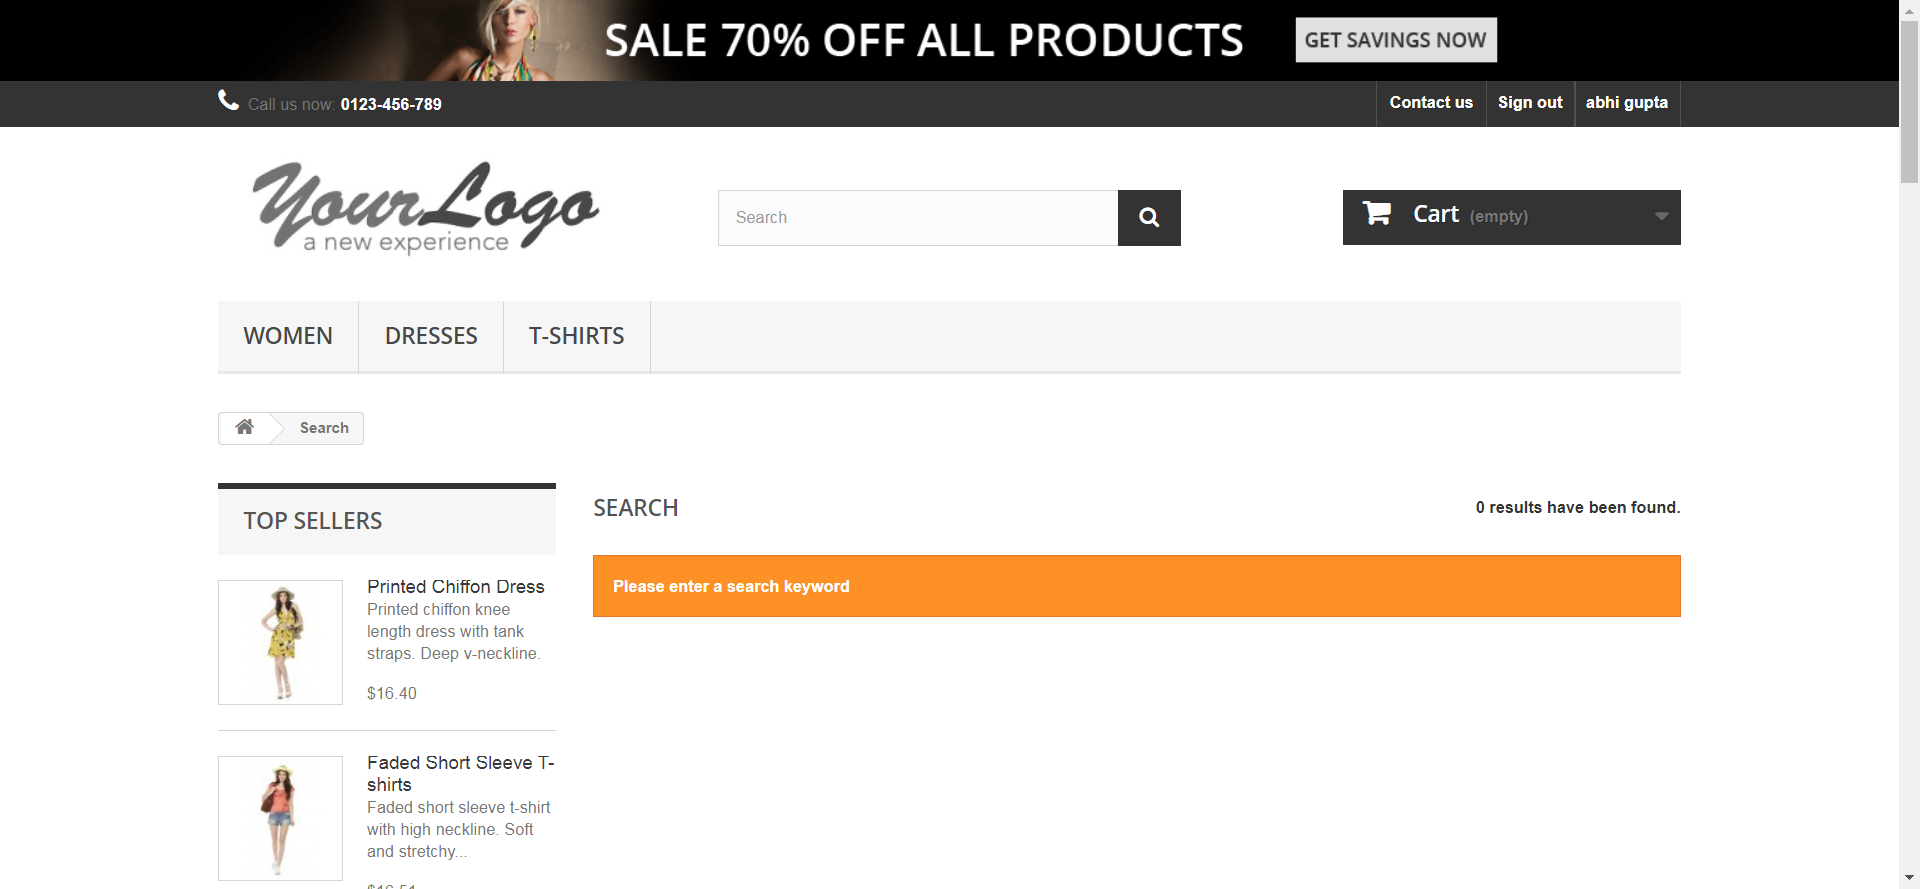 SALE 70% OFF ALL PRODUCTS
GET SAVINGS NOW
Call us now: 0123-456-789
Contact us
Sign out
abhi gupta
YourLogo
a new experience
Search
Cart (empty)
WOMEN
DRESSES
T-SHIRTS
Search
TOP SELLERS
Printed Chiffon Dress
Printed chiffon knee
length dress with tank
straps. Deep v-neckline.
$16.40
Faded Short Sleeve T-
shirts
Faded short sleeve t-shirt
with high neckline. Soft
and stretchy...
$16.51
SEARCH
0 results have been found.
Please enter a search keyword